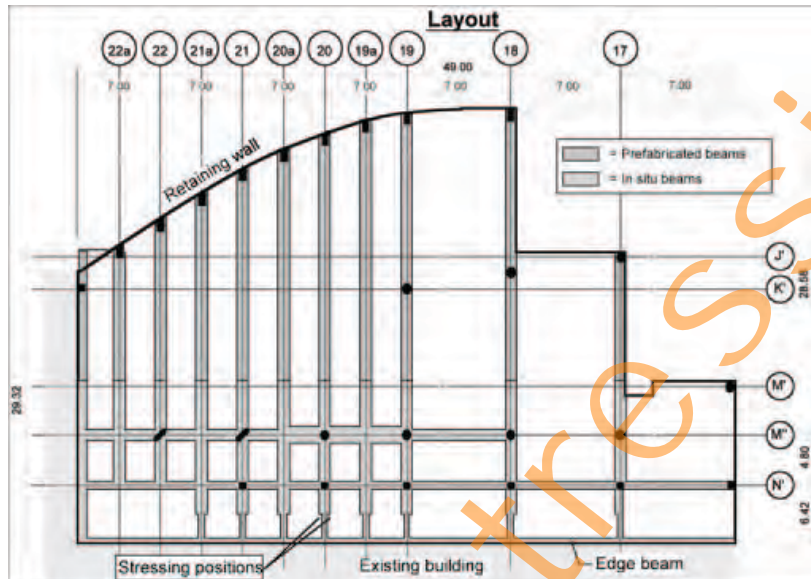 Layout
22a 22 21a 21 20a 20 19a 19 18 17
49.00
7.00 7.00 7.00 7.00 7.00 7.00 7.00
Retaining wall
= Prefabricated beams
= In situ beams
J'
K'
28.58
M'
29.32
M"
4.80
N'
6.42
Stressing positions
Existing building
Edge beam
tress